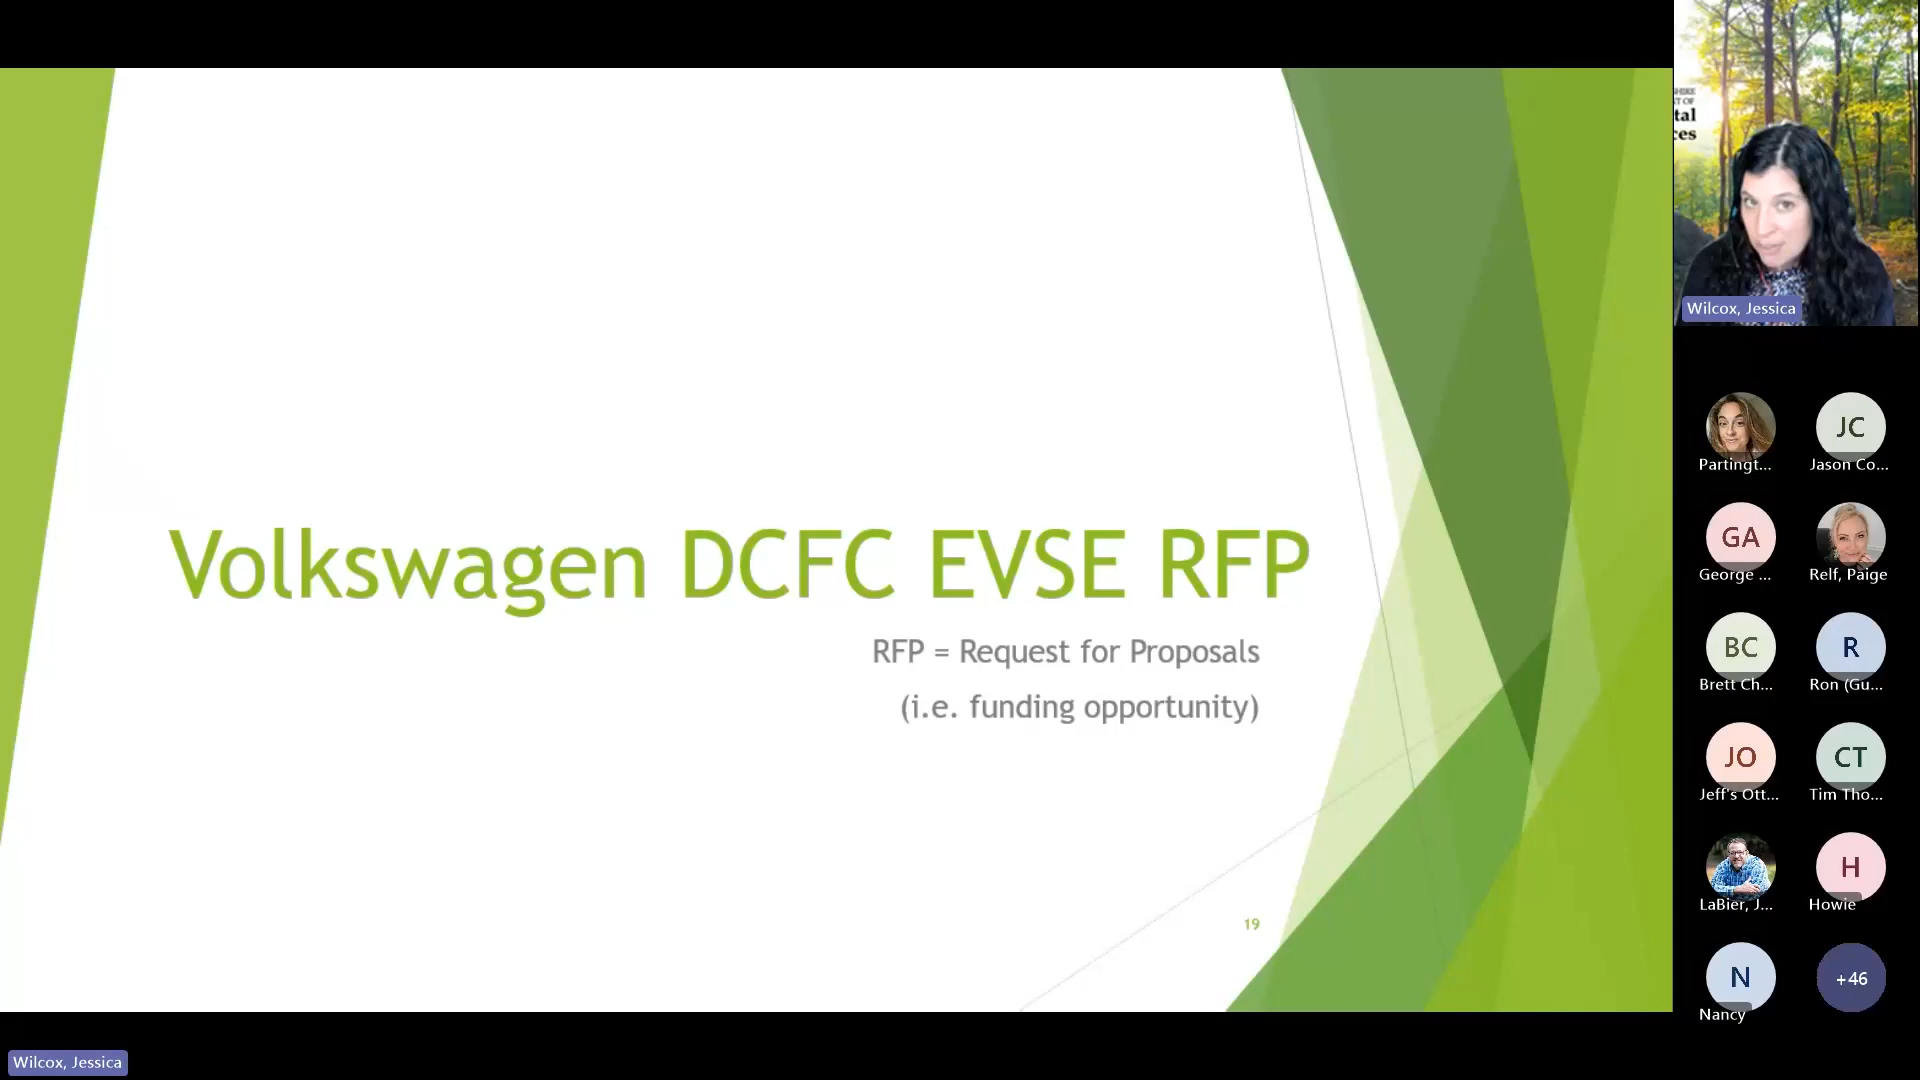 Volkswagen DCFC EVSE RFP
RFP = Request for Proposals
(i.e. funding opportunity)
19
Wilcox, Jessica
tal
Wilcox, Jessica
Partingt...
JC
Jason Co...
GA
George ...
Relf, Paige
BC
Brett Ch...
R
Ron (Gu...
JO
Jeff's Ott...
CT
Tim Tho...
LaBier, J...
H
Howie
N
Nancy
+46